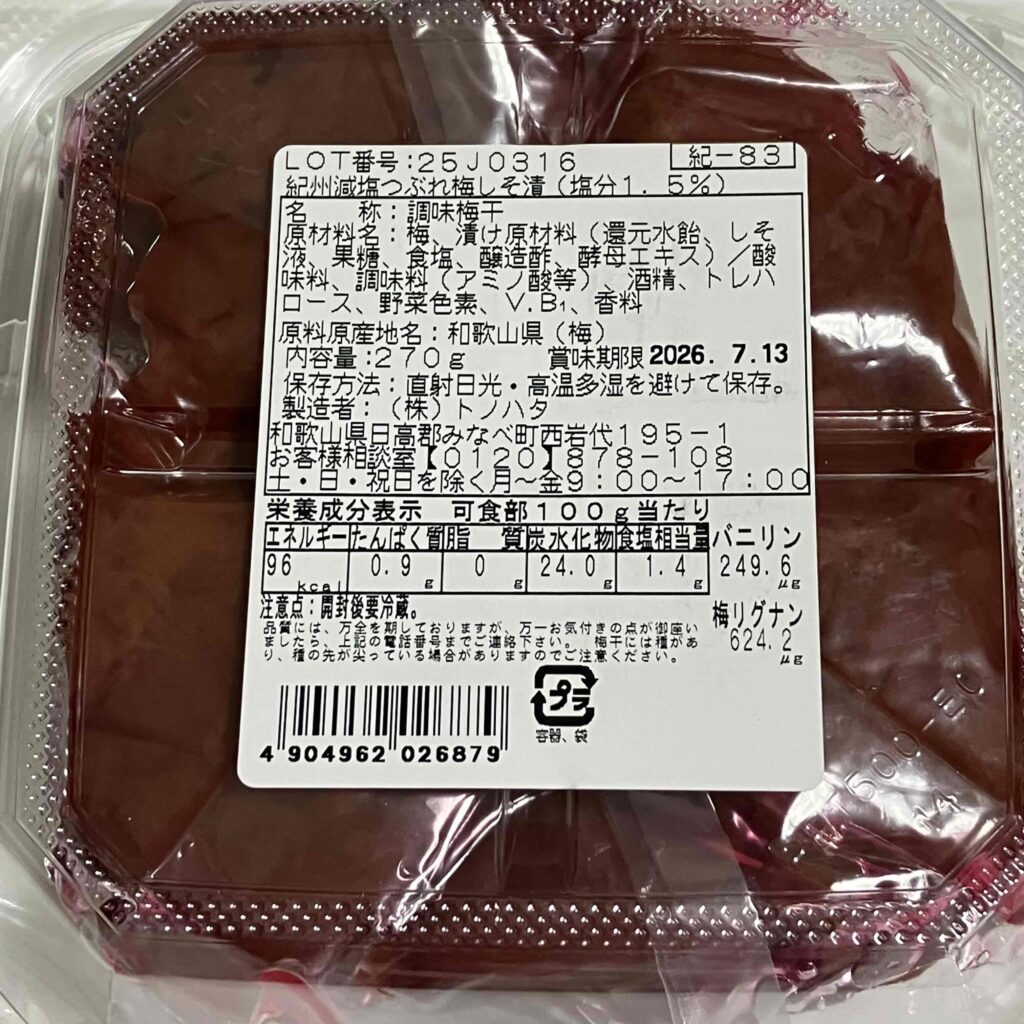 LOT番号:25J0316
紀-83
紀州減塩つぶれ梅しそ漬(塩分1.5%)
名 称:調味梅干
原材料名:梅、漬け原材料(還元水飴、しそ
液、果糖、食塩、醸造酢、酵母エキス)/酸
味料、調味料(アミノ酸等)、酒精、トレハ
ロース、野菜色素、V.B₁、香料
原料原産地名:和歌山県(梅)
内容量:270g 賞味期限 2026. 7.13
保存方法:直射日光・高温多湿を避けて保存。
製造者:(株)トノハタ
和歌山県日高郡みなべ町西岩代195-1
お客様相談室【0120】878-108
土・日・祝日を除く月~金9:00~17:00
栄養成分表示 可食部100g当たり
エネルギー たんぱく質 脂 質 炭水化物 食塩相当量 バニリン
96 kcal 0.9 g 0 g 24.0 g 1.4 g 249.6 μg
注意点:開封後要冷蔵。
梅リグナン
624.2 μg
品質には、万全を期しておりますが、万一お気付きの点が御座い
ましたら、上記の電話番号までご連絡下さい。 梅干には種があ
り、種の先が尖っている場合がありますのでご注意ください。
プラ
容器、袋
4 904962 026879
500
14